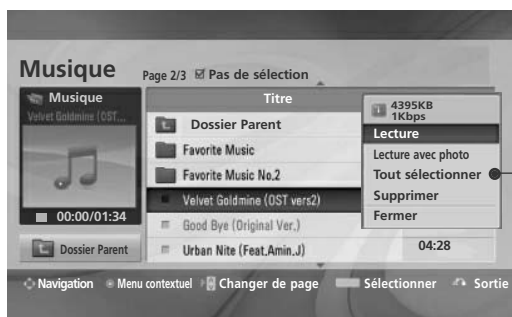 Musique
Page 2/3 Pas de sélection
Musique
Velvet Goldmine (OST...
00:00/01:34
Dossier Parent
Titre
Dossier Parent
Favorite Music
Favorite Music No.2
Velvet Goldmine (OST vers2)
Good Bye (Original Ver.)
Urban Nite (Feat.Amin.J)
04:28
4395KB
1Kbps
Lecture
Lecture avec photo
Tout sélectionner
Supprimer
Fermer
Navigation Menu contextuel Changer de page Sélectionner Sortie